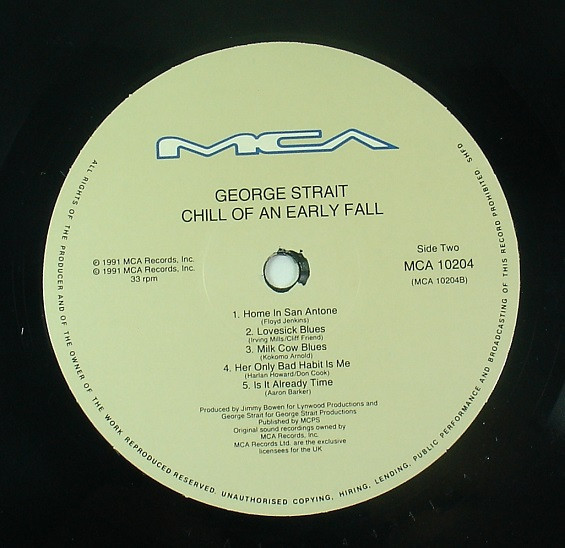 MCA
GEORGE STRAIT
CHILL OF AN EARLY FALL
© 1991 MCA Records, Inc.
© 1991 MCA Records, Inc.
33 rpm
Side Two
MCA 10204
(MCA 10204B)
1. Home In San Antone
(Floyd Jenkins)
2. Lovesick Blues
(Irving Mills/Cliff Friend)
3. Milk Cow Blues
(Kokomo Arnold)
4. Her Only Bad Habit Is Me
(Harlan Howard/Don Cook)
5. Is It Already Time
(Aaron Barker)
Produced by Jimmy Bowen for Lynwood Productions and
George Strait for George Strait Productions
Published by MCPS
Original sound recordings owned by
MCA Records, Inc.
MCA Records Ltd. are the exclusive
licensees for the UK
ALL RIGHTS OF THE PRODUCER AND OF THE OWNER OF THE WORK REPRODUCED RESERVED. UNAUTHORISED COPYING, HIRING, LENDING, PUBLIC PERFORMANCE AND BROADCASTING OF THIS RECORD PROHIBITED SHFD